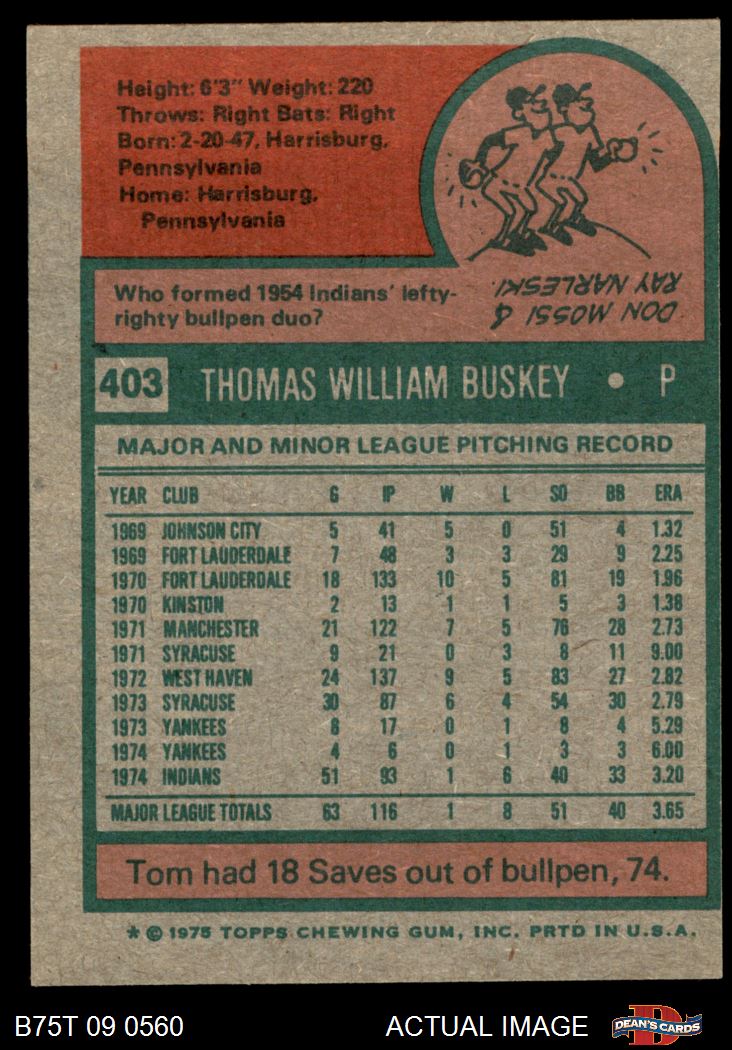 Height: 6'3" Weight: 220
Throws: Right Bats: Right
Born: 2-20-47, Harrisburg,
Pennsylvania
Home: Harrisburg,
Pennsylvania
Who formed 1954 Indians' lefty-
righty bullpen duo?
DON MOSSI &
RAY NARLESKI.
403 THOMAS WILLIAM BUSKEY • P
MAJOR AND MINOR LEAGUE PITCHING RECORD
YEAR CLUB G IP W L SO BB ERA
1969 JOHNSON CITY 5 41 5 0 51 4 1.32
1969 FORT LAUDERDALE 7 48 3 3 29 9 2.25
1970 FORT LAUDERDALE 18 133 10 5 81 19 1.96
1970 KINSTON 2 13 1 1 5 3 1.38
1971 MANCHESTER 21 122 7 5 76 28 2.73
1971 SYRACUSE 9 21 0 3 8 11 9.00
1972 WEST HAVEN 24 137 9 5 83 27 2.82
1973 SYRACUSE 30 87 6 4 54 30 2.79
1973 YANKEES 8 17 0 1 8 4 5.29
1974 YANKEES 4 6 0 1 3 3 6.00
1974 INDIANS 51 93 1 6 40 33 3.20
MAJOR LEAGUE TOTALS 63 116 1 8 51 40 3.65
Tom had 18 Saves out of bullpen, 74.
* © 1975 TOPPS CHEWING GUM, INC. PRTD IN U.S.A.
B75T 09 0560 ACTUAL IMAGE D DEAN'S CARDS